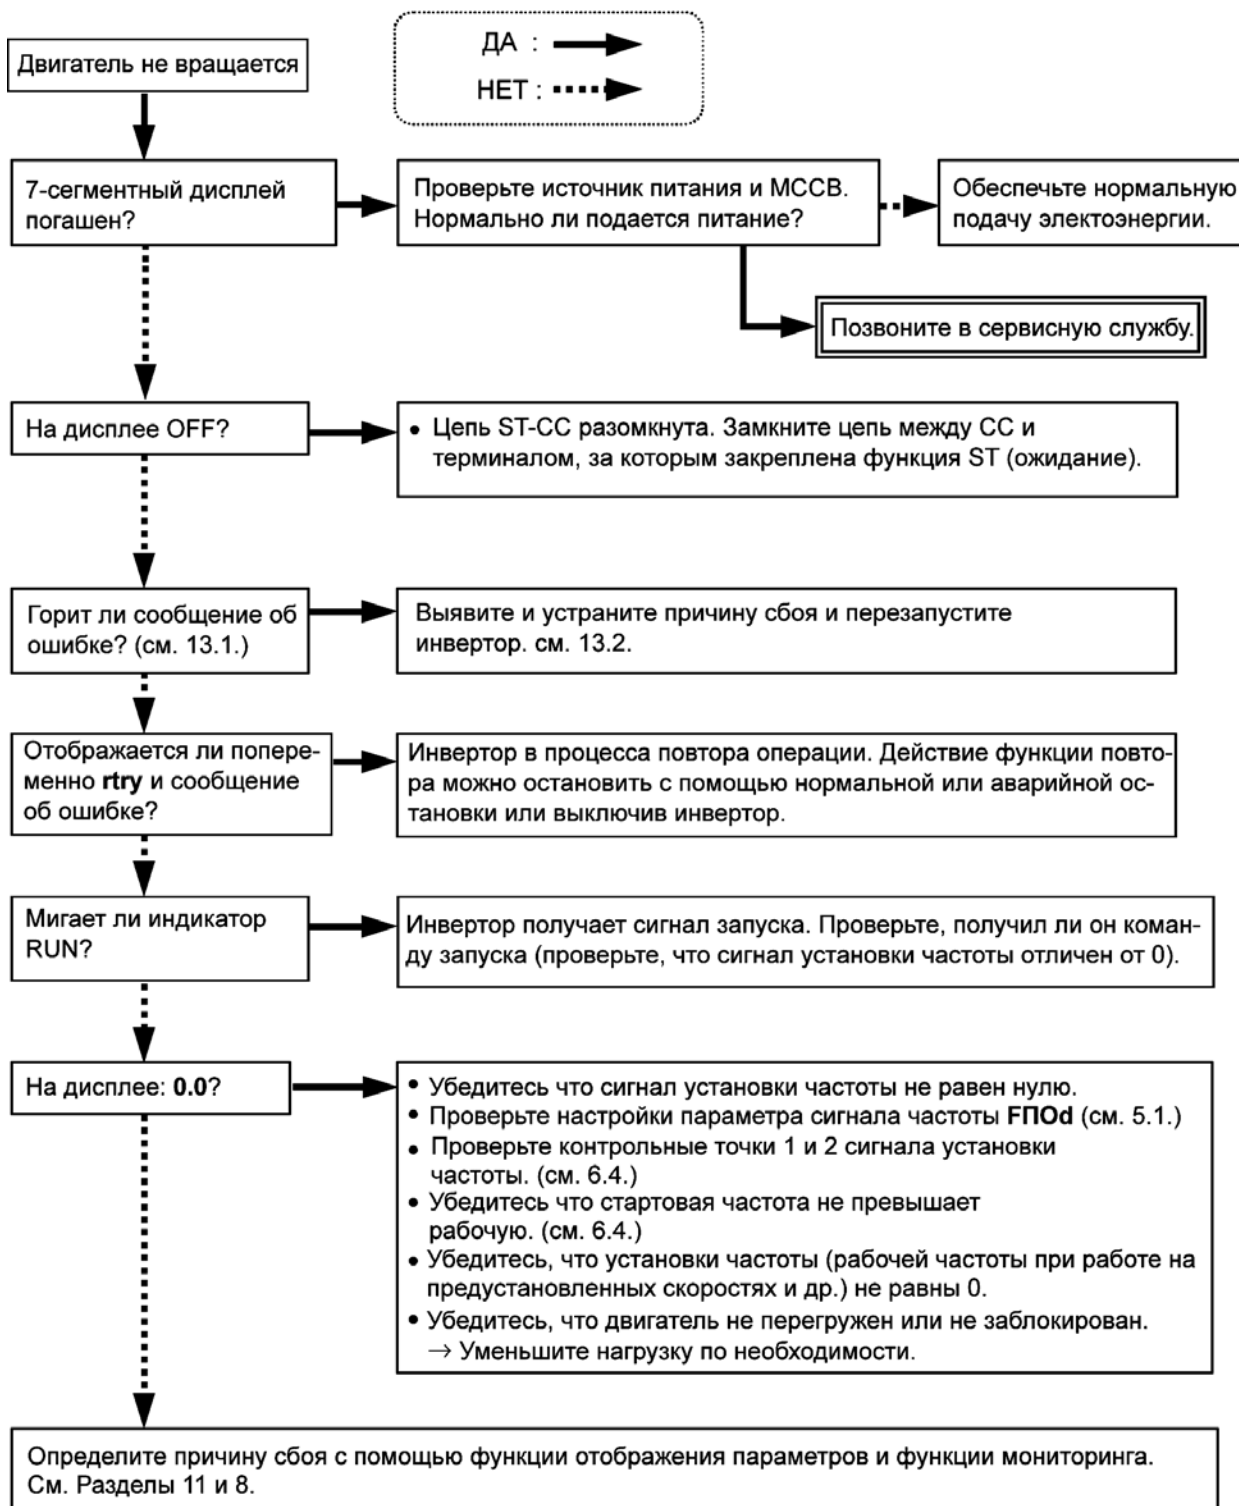 ДА :
НЕТ :
Двигатель не вращается
7-сегментный дисплей
погашен?
Проверьте источник питания и MCCB.
Нормально ли подается питание?
Обеспечьте нормальную
подачу электоэнергии.
Позвоните в сервисную службу.
На дисплее OFF?
• Цепь ST-CC разомкнута. Замкните цепь между СС и
терминалом, за которым закреплена функция ST (ожидание).
Горит ли сообщение об
ошибке? (см. 13.1.)
Выявите и устраните причину сбоя и перезапустите
инвертор. см. 13.2.
Отображается ли попере-
менно rtry и сообщение
об ошибке?
Инвертор в процесса повтора операции. Действие функции повто-
ра можно остановить с помощью нормальной или аварийной ос-
тановки или выключив инвертор.
Мигает ли индикатор
RUN?
Инвертор получает сигнал запуска. Проверьте, получил ли он коман-
ду запуска (проверьте, что сигнал установки частоты отличен от 0).
На дисплее: 0.0?
• Убедитесь что сигнал установки частоты не равен нулю.
• Проверьте настройки параметра сигнала частоты FПOd (см. 5.1.)
• Проверьте контрольные точки 1 и 2 сигнала установки
частоты. (см. 6.4.)
• Убедитесь что стартовая частота не превышает
рабочую. (см. 6.4.)
• Убедитесь, что установки частоты (рабочей частоты при работе на
предустановленных скоростях и др.) не равны 0.
• Убедитесь, что двигатель не перегружен или не заблокирован.
→ Уменьшите нагрузку по необходимости.
Определите причину сбоя с помощью функции отображения параметров и функции мониторинга.
См. Разделы 11 и 8.